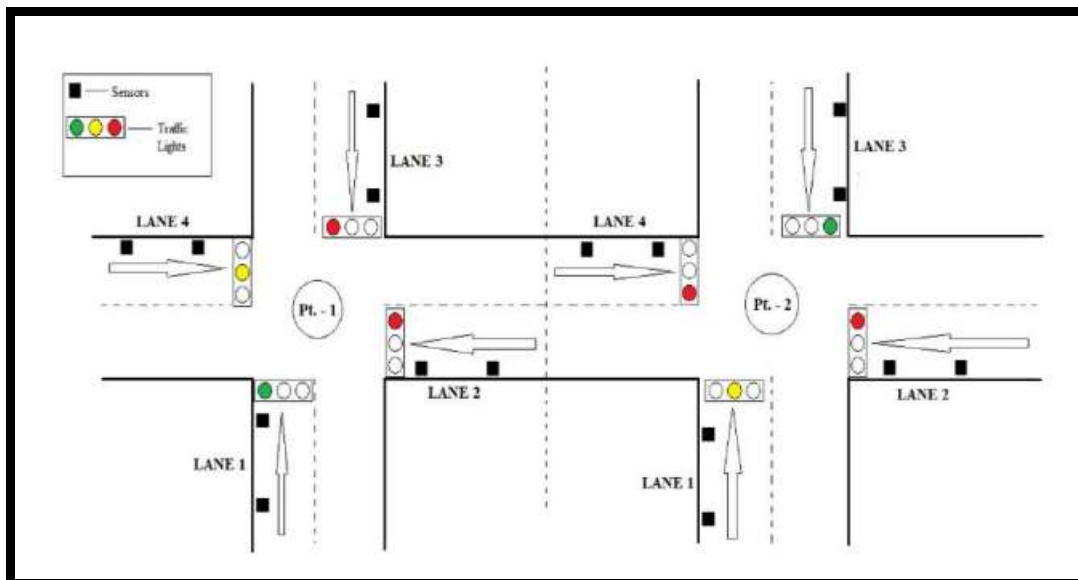 Sensors
Traffic
Lights
LANE 3
LANE 3
LANE 4
LANE 4
Pt. - 1
Pt. - 2
LANE 2
LANE 2
LANE 1
LANE 1